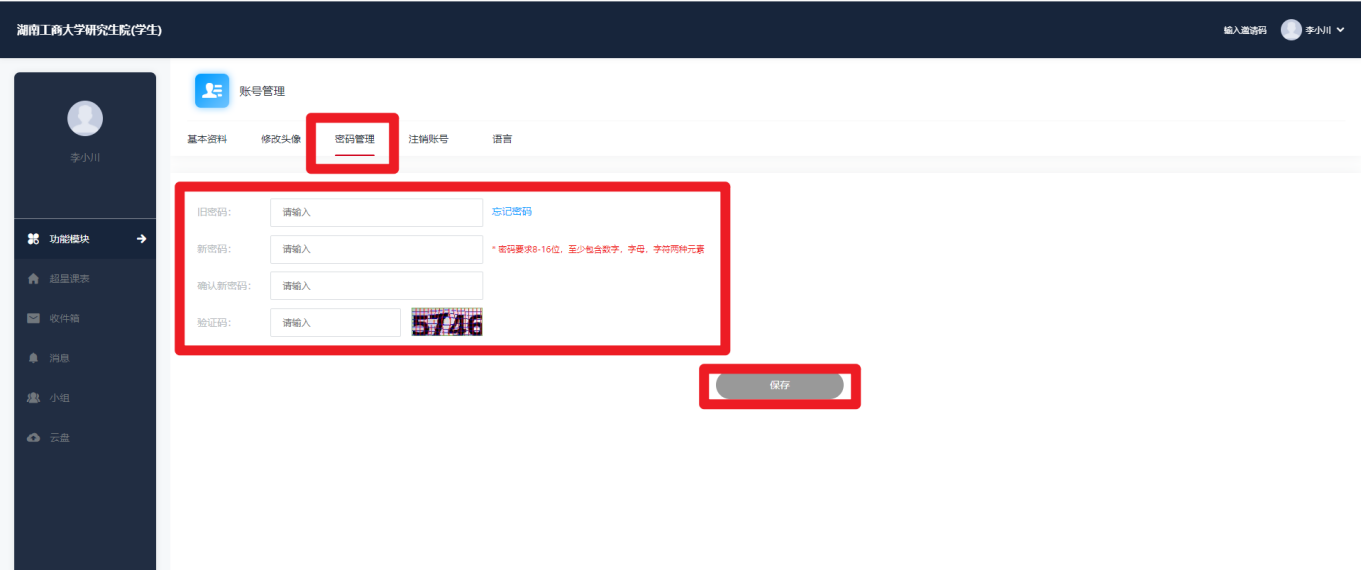 湖南工商大学研究生院(学生)
输入邀请码 李小川
李小川
功能模块
超星课表
收件箱
消息
小组
云盘
账号管理
基本资料 修改头像 密码管理 注销账号 语言
旧密码： 请输入 忘记密码
新密码： 请输入 * 密码要求8-16位，至少包含数字，字母，字符两种元素
确认新密码： 请输入
验证码： 请输入 5746
保存